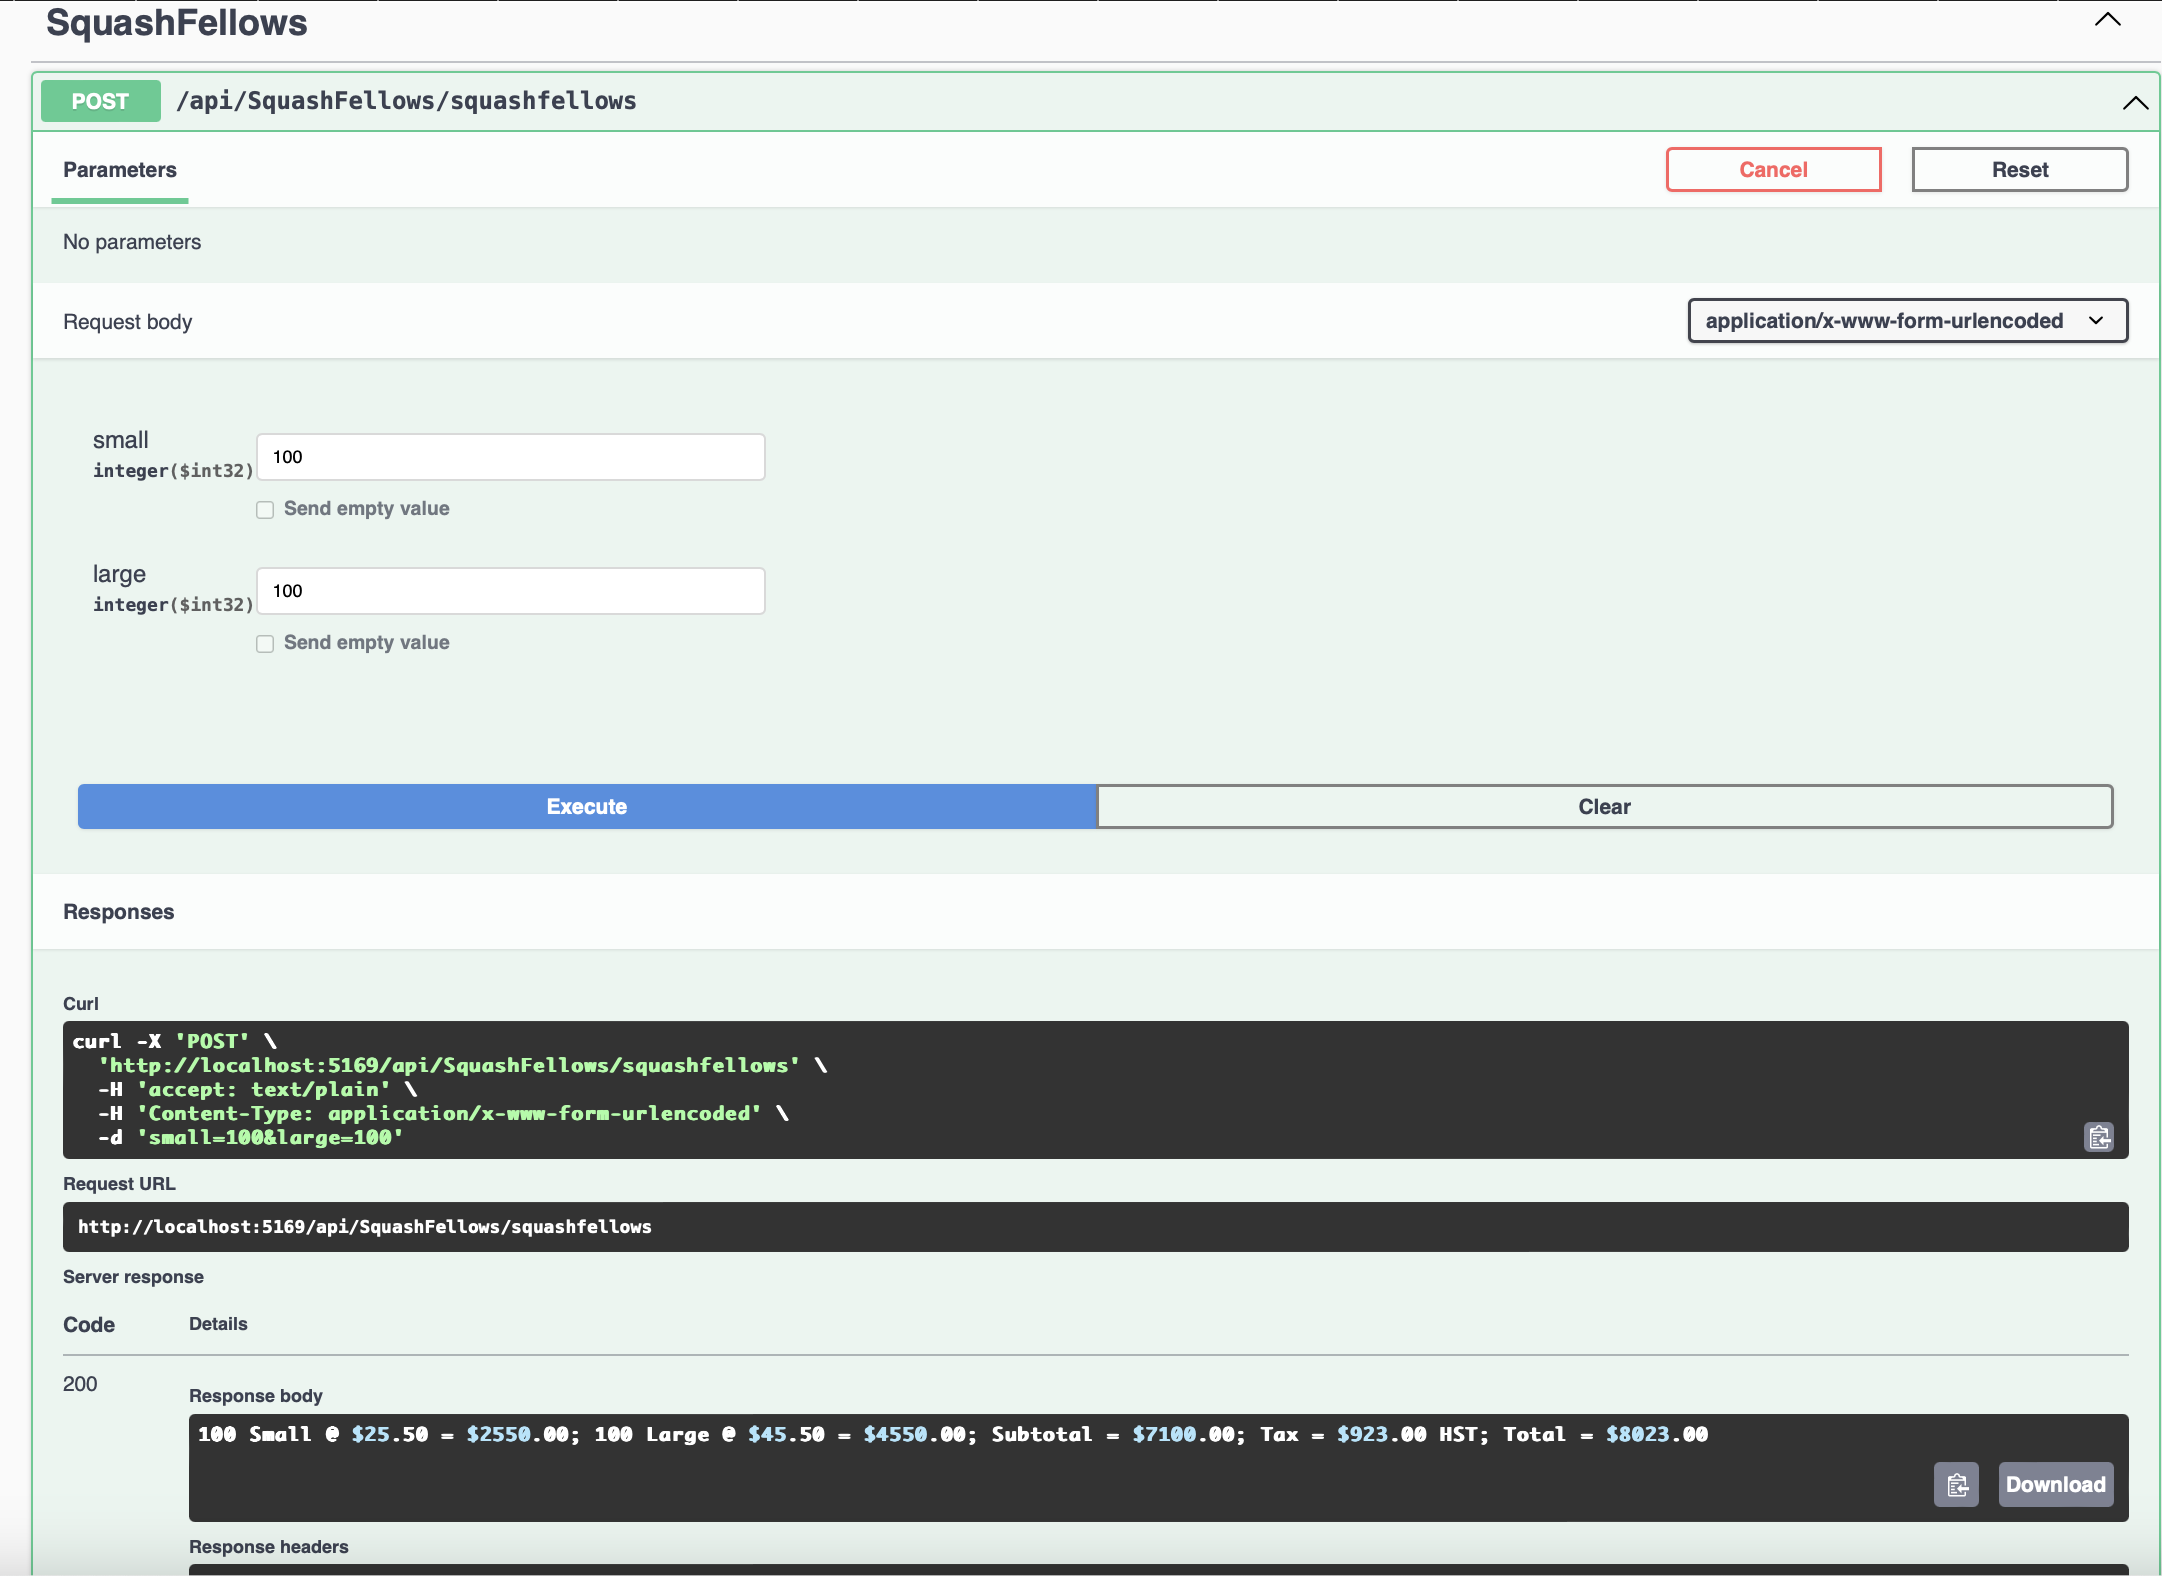 SquashFellows
POST /api/SquashFellows/squashfellows
Parameters
Cancel
Reset
No parameters
Request body
application/x-www-form-urlencoded
small
integer($int32)
100
Send empty value
large
integer($int32)
100
Send empty value
Execute
Clear
Responses
Curl
curl -X 'POST' \
'http://localhost:5169/api/SquashFellows/squashfellows' \
-H 'accept: text/plain' \
-H 'Content-Type: application/x-www-form-urlencoded' \
-d 'small=100&large=100'
Request URL
http://localhost:5169/api/SquashFellows/squashfellows
Server response
Code Details
200
Response body
100 Small @ $25.50 = $2550.00; 100 Large @ $45.50 = $4550.00; Subtotal = $7100.00; Tax = $923.00 HST; Total = $8023.00
Download
Response headers